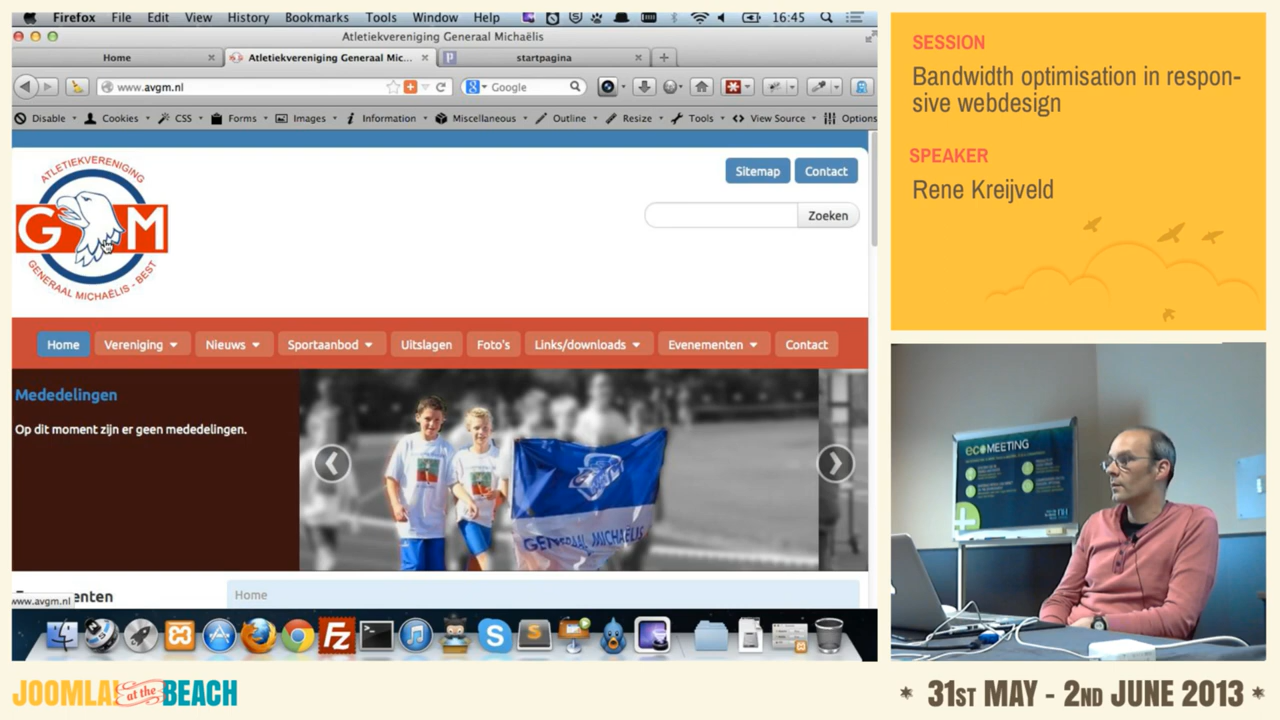 Firefox File Edit View History Bookmarks Tools Window Help 16:45
Atletiekvereniging Generaal Michaëlis
Home
Atletiekvereniging Generaal Mic...
startpagina
www.avgm.nl
Google
Disable Cookies CSS Forms Images Information Miscellaneous Outline Resize Tools View Source Options
ATLETIEKVERENIGING
G M
GENERAAL MICHAËLIS - BEST
Sitemap Contact
Zoeken
Home Vereniging Nieuws Sportaanbod Uitslagen Foto's Links/downloads Evenementen Contact
Mededelingen
Op dit moment zijn er geen mededelingen.
GENERAAL MICHAËLIS
enten
Home
www.avgm.nl
SESSION
Bandwidth optimisation in respon-
sive webdesign
SPEAKER
Rene Kreijveld
ecoMEETING
JOOMLA! at the BEACH
* 31ST MAY - 2ND JUNE 2013 *